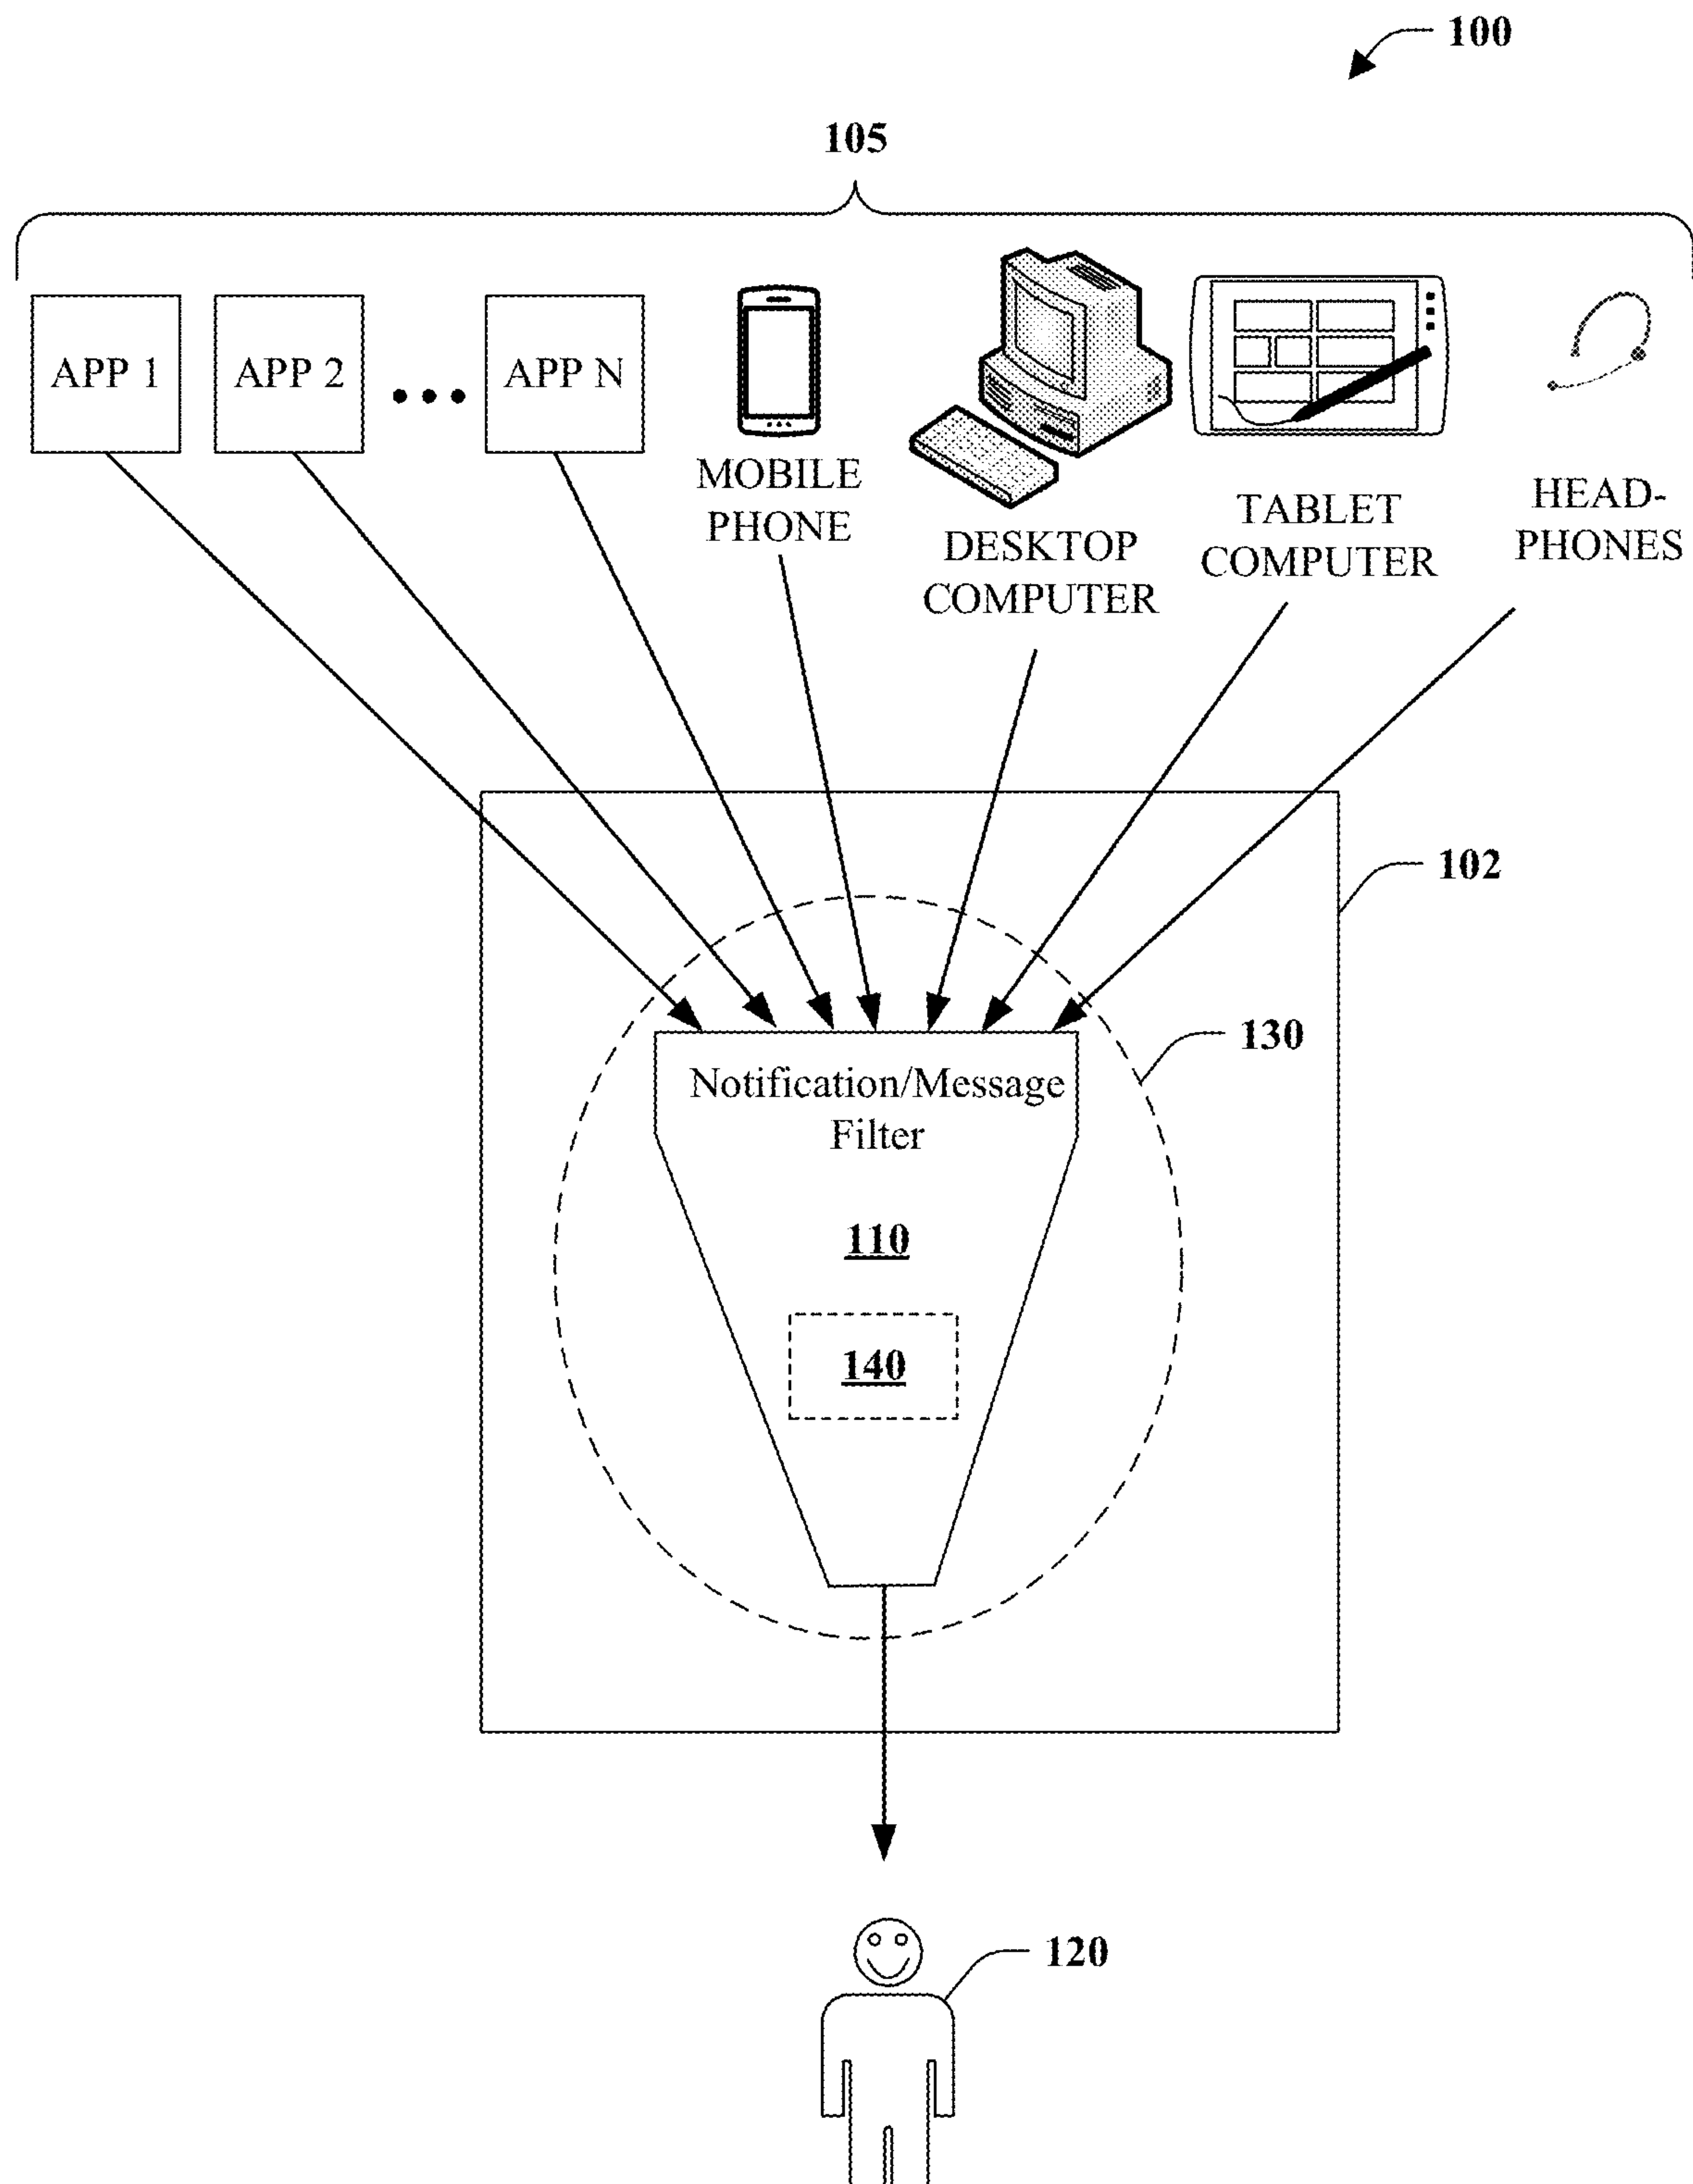 100
105
APP 1
APP 2
APP N
MOBILE
PHONE
DESKTOP
COMPUTER
TABLET
COMPUTER
HEAD-
PHONES
102
130
Notification/Message
Filter
110
140
120